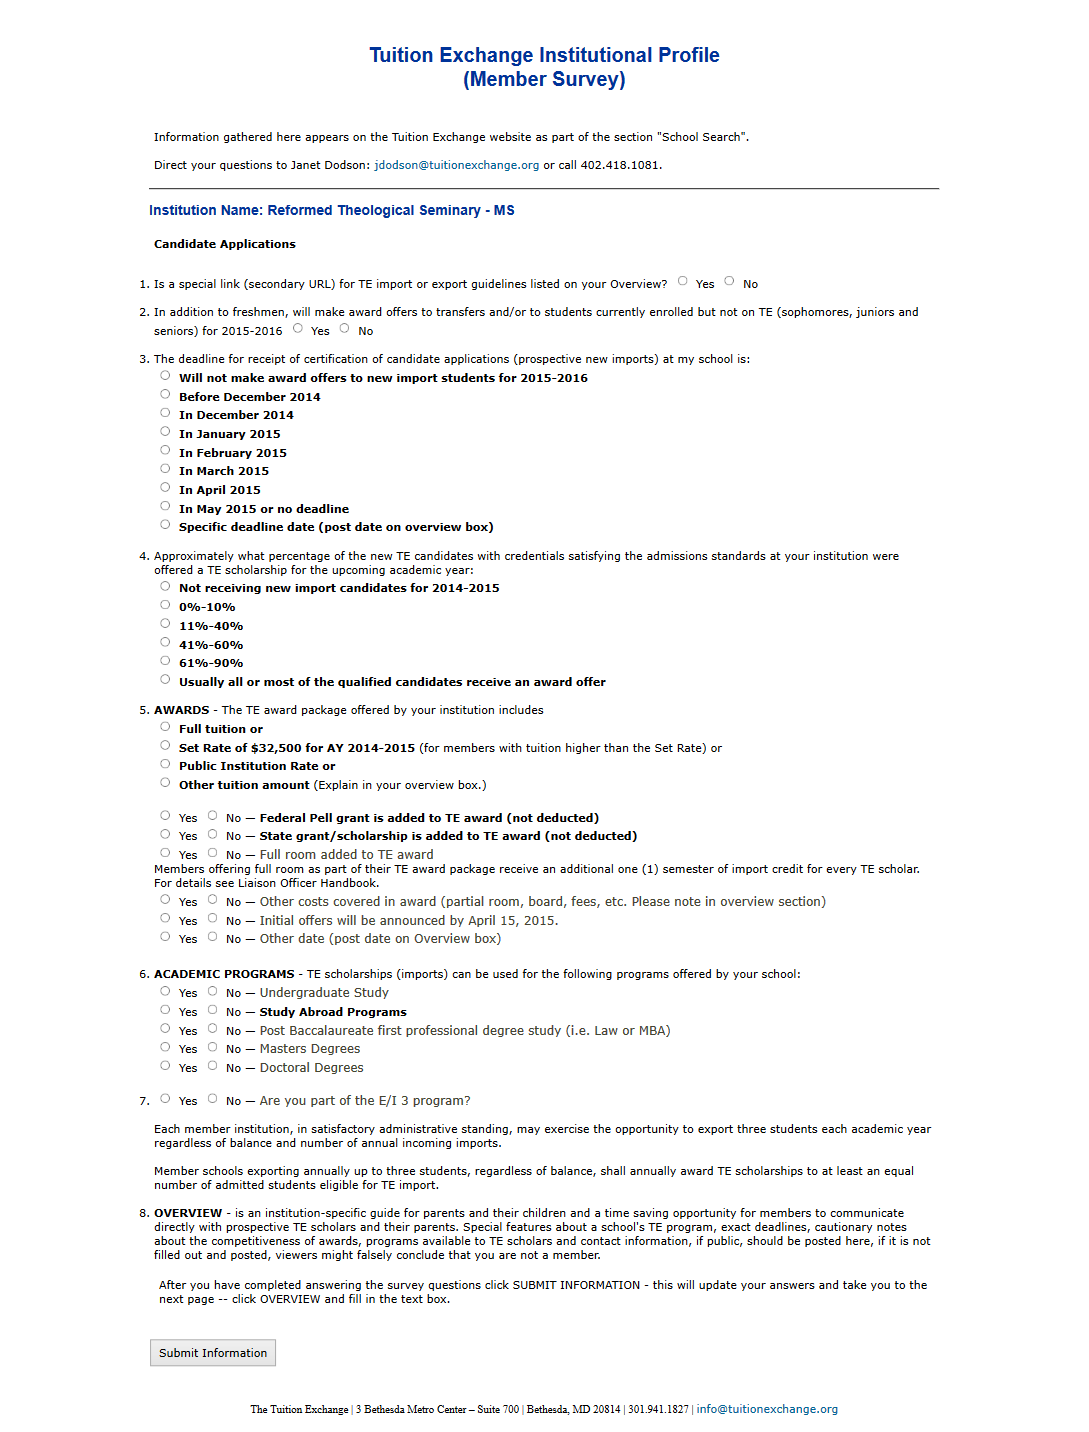 Tuition Exchange Institutional Profile
(Member Survey)
Information gathered here appears on the Tuition Exchange website as part of the section "School Search".
Direct your questions to Janet Dodson: jdodson@tuitionexchange.org or call 402.418.1081.
Institution Name: Reformed Theological Seminary - MS
Candidate Applications
1. Is a special link (secondary URL) for TE import or export guidelines listed on your Overview? Yes No
2. In addition to freshmen, will make award offers to transfers and/or to students currently enrolled but not on TE (sophomores, juniors and
seniors) for 2015-2016 Yes No
3. The deadline for receipt of certification of candidate applications (prospective new imports) at my school is:
Will not make award offers to new import students for 2015-2016
Before December 2014
In December 2014
In January 2015
In February 2015
In March 2015
In April 2015
In May 2015 or no deadline
Specific deadline date (post date on overview box)
4. Approximately what percentage of the new TE candidates with credentials satisfying the admissions standards at your institution were
offered a TE scholarship for the upcoming academic year:
Not receiving new import candidates for 2014-2015
0%-10%
11%-40%
41%-60%
61%-90%
Usually all or most of the qualified candidates receive an award offer
5. AWARDS - The TE award package offered by your institution includes
Full tuition or
Set Rate of $32,500 for AY 2014-2015 (for members with tuition higher than the Set Rate) or
Public Institution Rate or
Other tuition amount (Explain in your overview box.)
Yes No — Federal Pell grant is added to TE award (not deducted)
Yes No — State grant/scholarship is added to TE award (not deducted)
Yes No — Full room added to TE award
Members offering full room as part of their TE award package receive an additional one (1) semester of import credit for every TE scholar.
For details see Liaison Officer Handbook.
Yes No — Other costs covered in award (partial room, board, fees, etc. Please note in overview section)
Yes No — Initial offers will be announced by April 15, 2015.
Yes No — Other date (post date on Overview box)
6. ACADEMIC PROGRAMS - TE scholarships (imports) can be used for the following programs offered by your school:
Yes No — Undergraduate Study
Yes No — Study Abroad Programs
Yes No — Post Baccalaureate first professional degree study (i.e. Law or MBA)
Yes No — Masters Degrees
Yes No — Doctoral Degrees
7. Yes No — Are you part of the E/I 3 program?
Each member institution, in satisfactory administrative standing, may exercise the opportunity to export three students each academic year
regardless of balance and number of annual incoming imports.
Member schools exporting annually up to three students, regardless of balance, shall annually award TE scholarships to at least an equal
number of admitted students eligible for TE import.
8. OVERVIEW - is an institution-specific guide for parents and their children and a time saving opportunity for members to communicate
directly with prospective TE scholars and their parents. Special features about a school's TE program, exact deadlines, cautionary notes
about the competitiveness of awards, programs available to TE scholars and contact information, if public, should be posted here, if it is not
filled out and posted, viewers might falsely conclude that you are not a member.
After you have completed answering the survey questions click SUBMIT INFORMATION - this will update your answers and take you to the
next page -- click OVERVIEW and fill in the text box.
Submit Information
The Tuition Exchange | 3 Bethesda Metro Center – Suite 700 | Bethesda, MD 20814 | 301.941.1827 | info@tuitionexchange.org